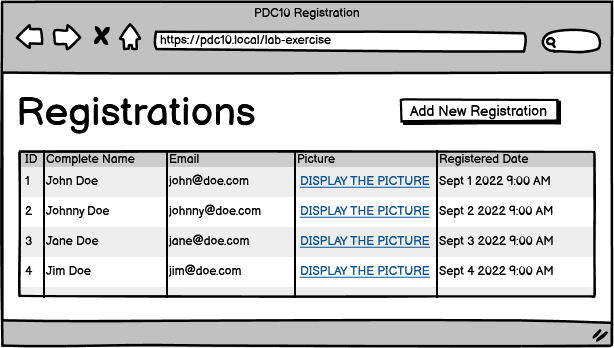 PDC10 Registration
https://pdc10.local/lab-exercise
Registrations
Add New Registration
ID Complete Name Email Picture Registered Date
1 John Doe john@doe.com DISPLAY THE PICTURE Sept 1 2022 9:00 AM
2 Johnny Doe johnny@doe.com DISPLAY THE PICTURE Sept 2 2022 9:00 AM
3 Jane Doe jane@doe.com DISPLAY THE PICTURE Sept 3 2022 9:00 AM
4 Jim Doe jim@doe.com DISPLAY THE PICTURE Sept 4 2022 9:00 AM